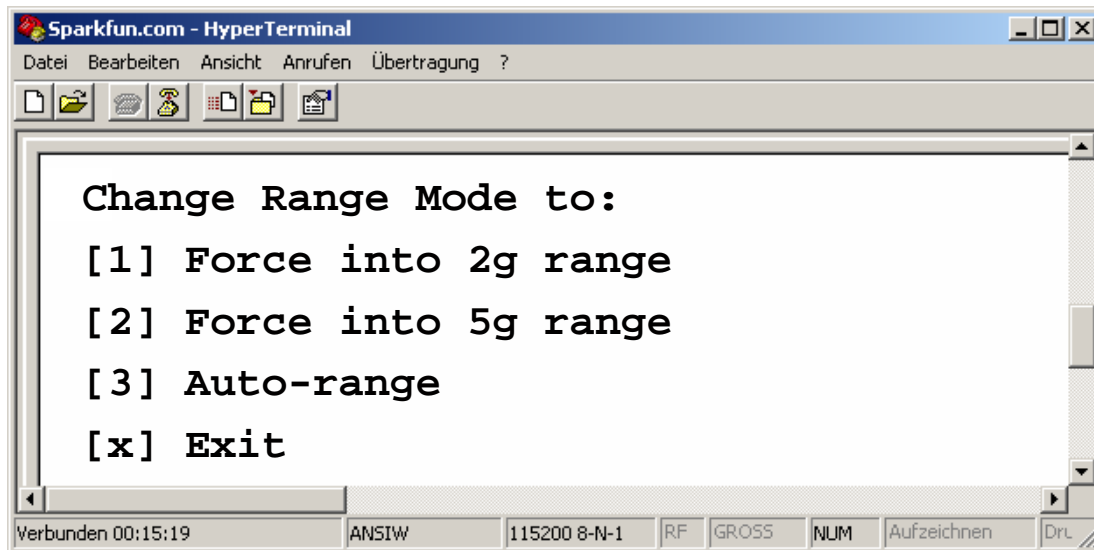 Sparkfun.com - HyperTerminal
Datei Bearbeiten Ansicht Anrufen Übertragung ?
Change Range Mode to:
[1] Force into 2g range
[2] Force into 5g range
[3] Auto-range
[x] Exit
Verbunden 00:15:19 ANSIW 115200 8-N-1 RF GROSS NUM Aufzeichnen Dru